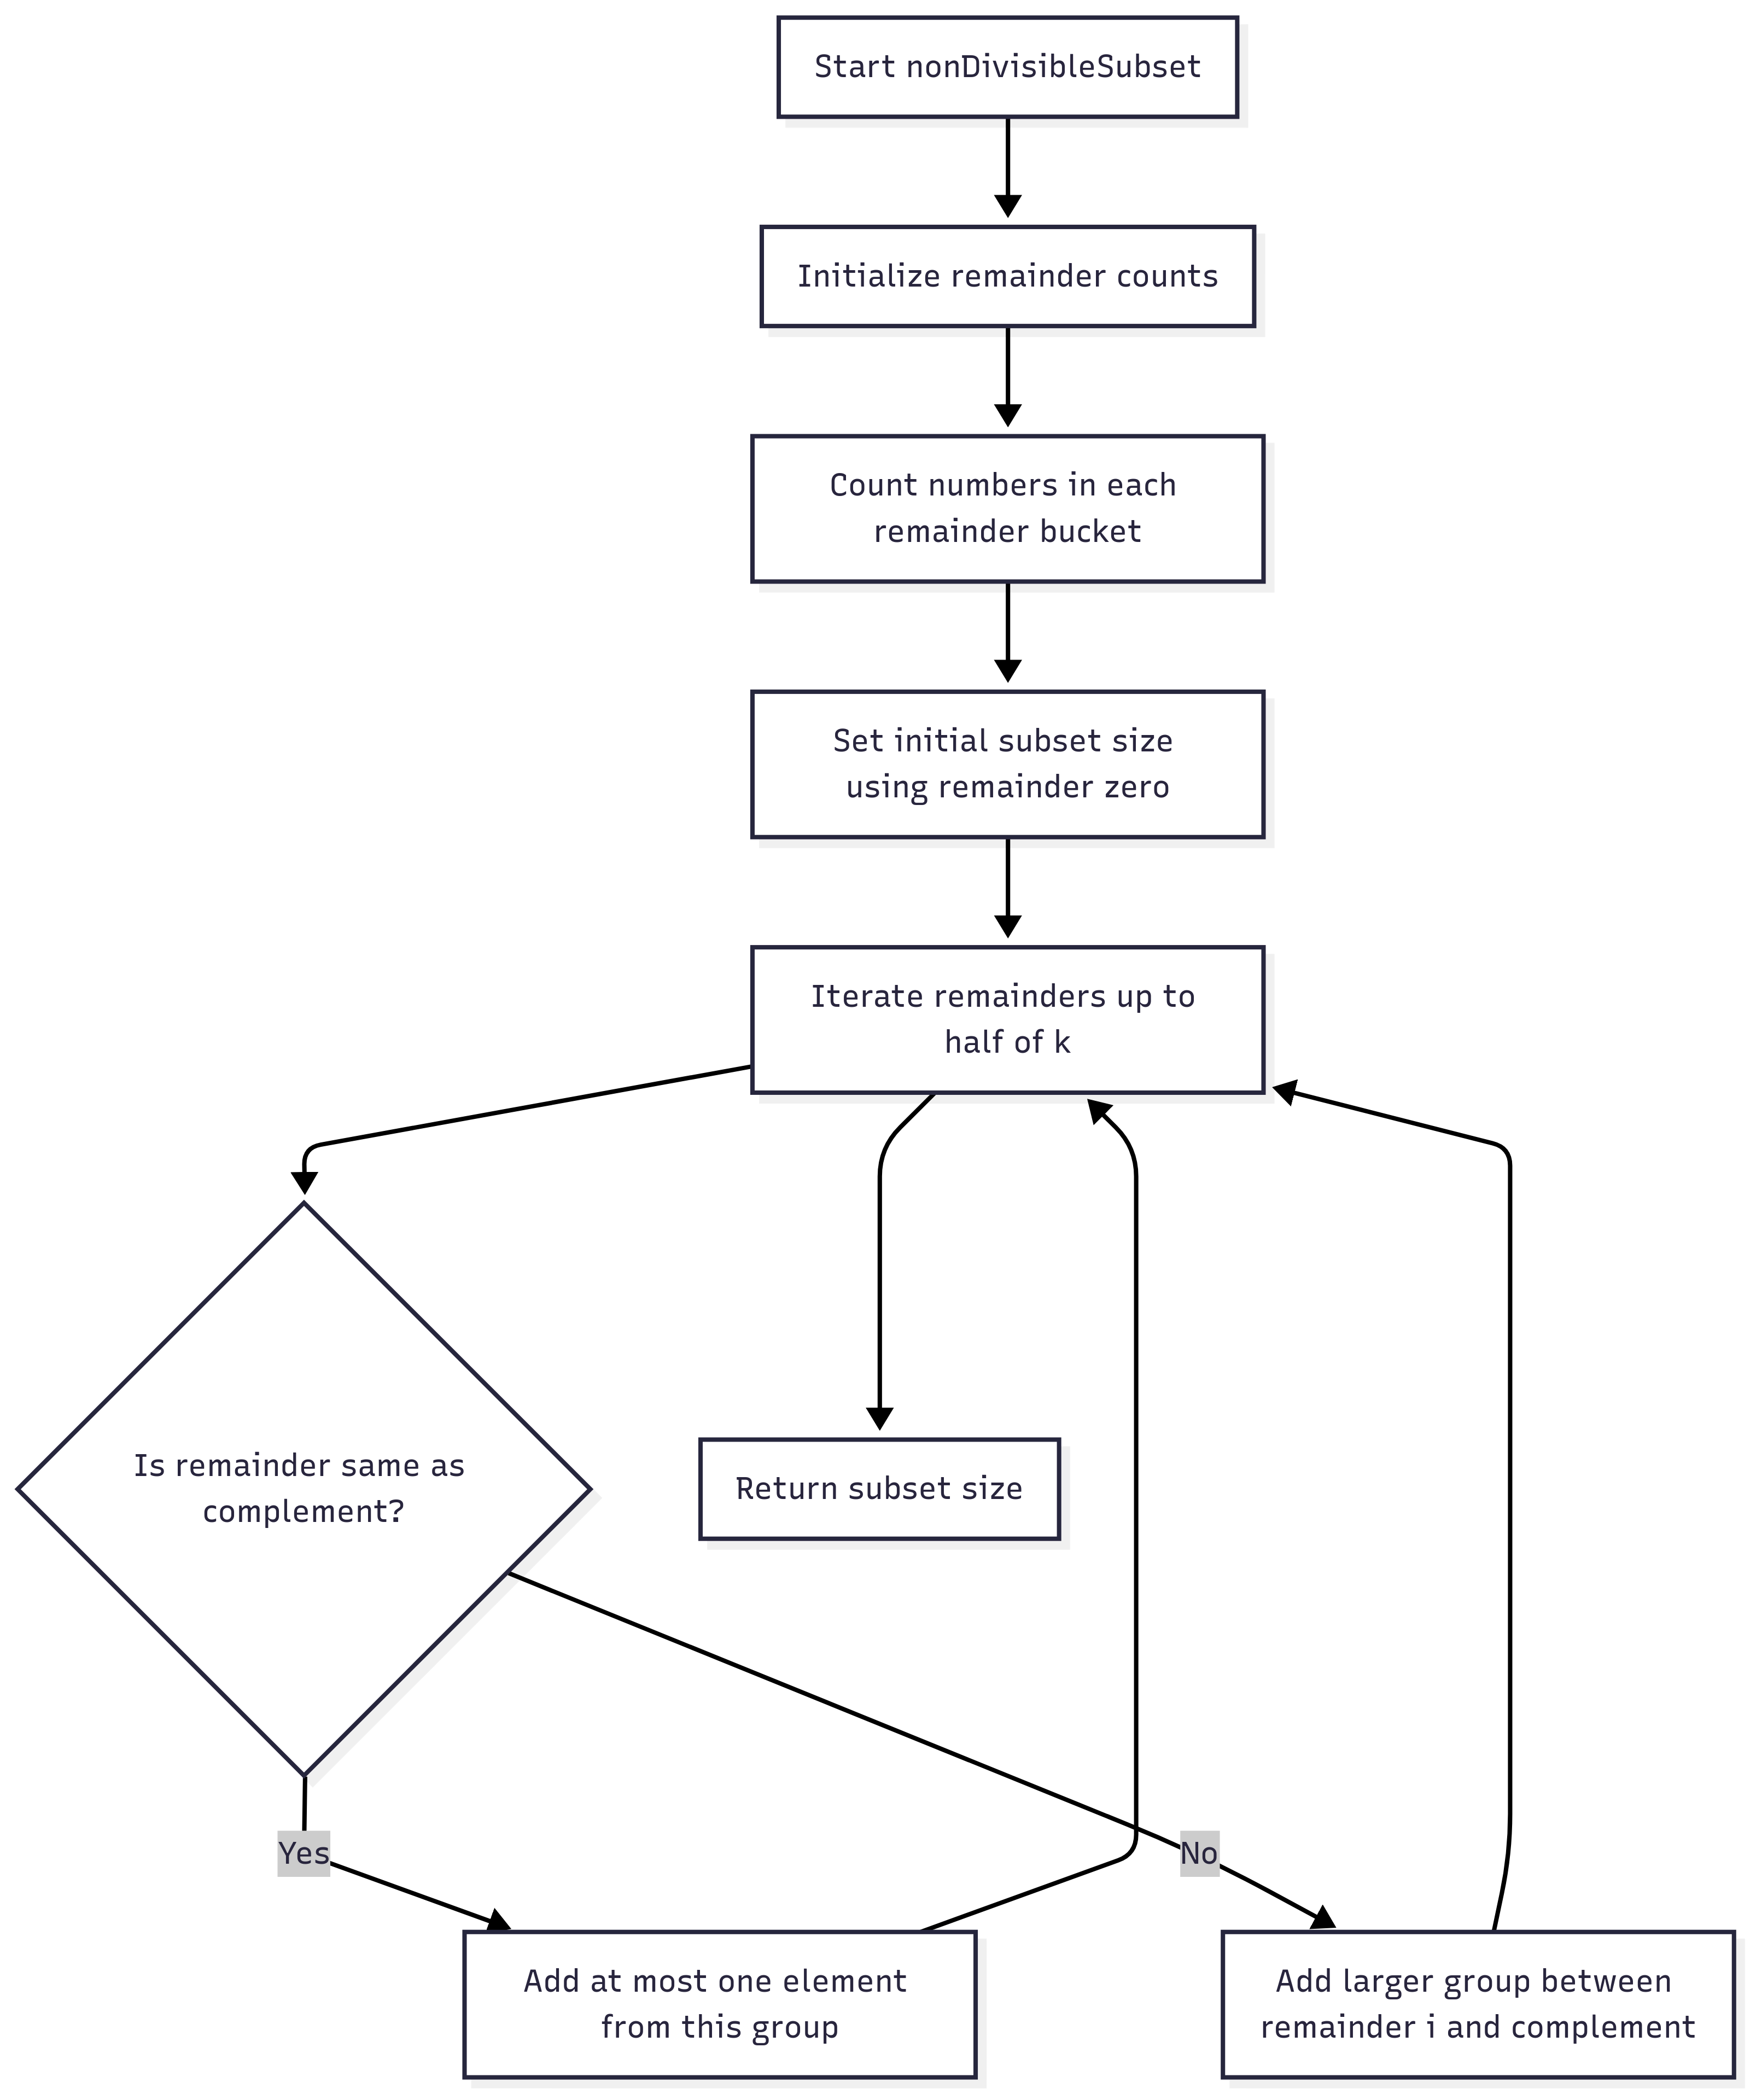 Start nonDivisibleSubset
Initialize remainder counts
Count numbers in each
remainder bucket
Set initial subset size
using remainder zero
Iterate remainders up to
half of k
Is remainder same as
complement?
Return subset size
Yes
No
Add at most one element
from this group
Add larger group between
remainder i and complement